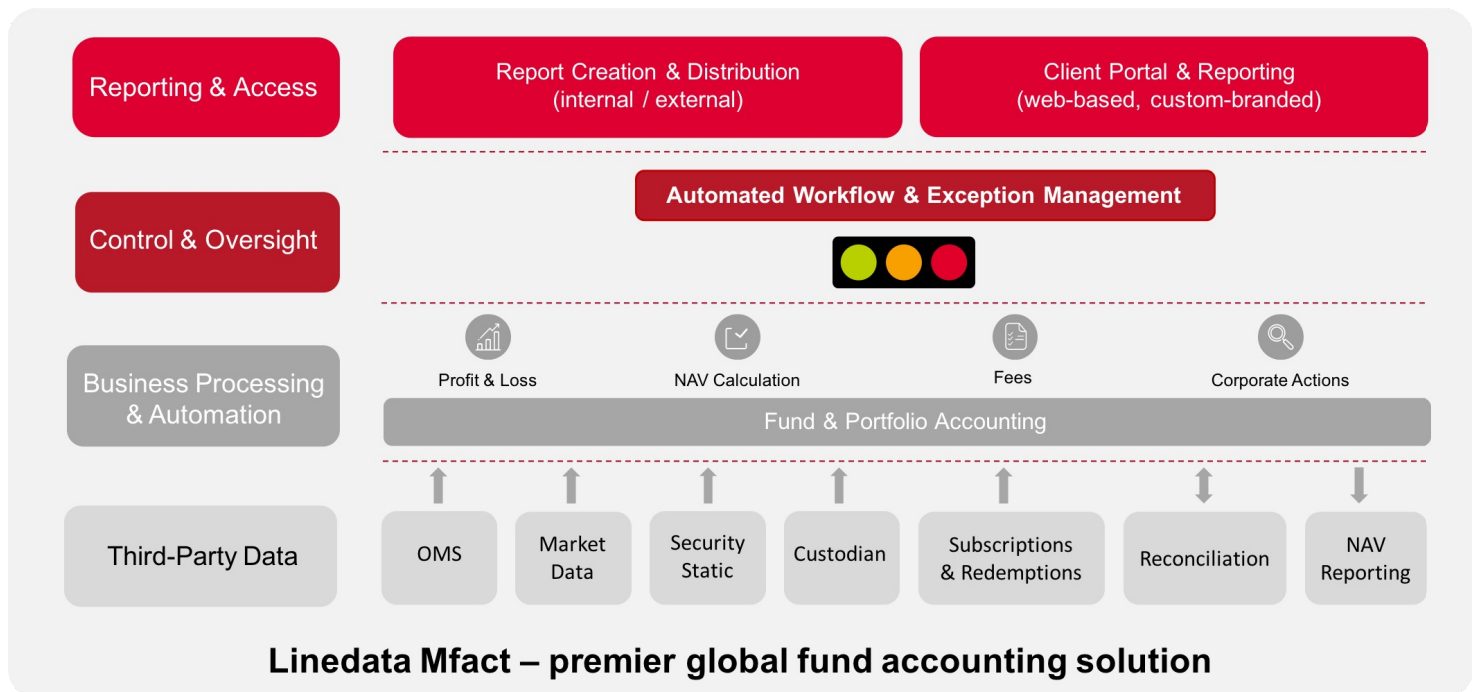 Reporting & Access
Report Creation & Distribution
(internal / external)
Client Portal & Reporting
(web-based, custom-branded)
Control & Oversight
Automated Workflow & Exception Management
Business Processing
& Automation
Profit & Loss
NAV Calculation
Fees
Corporate Actions
Fund & Portfolio Accounting
Third-Party Data
OMS
Market
Data
Security
Static
Custodian
Subscriptions
& Redemptions
Reconciliation
NAV
Reporting
Linedata Mfact – premier global fund accounting solution